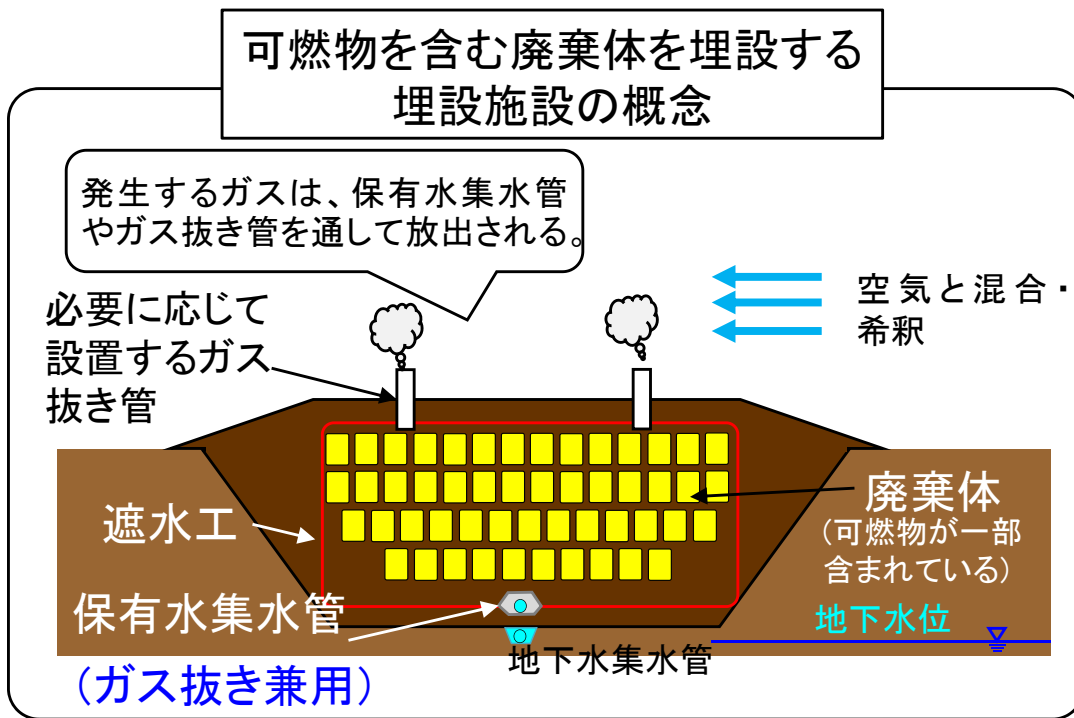 可燃物を含む廃棄体を埋設する
埋設施設の概念
発生するガスは、保有水集水管
やガス抜き管を通して放出される。
必要に応じて
設置するガス
抜き管
空気と混合・
希釈
遮水工
廃棄体
(可燃物が一部
含まれている)
保有水集水管
(ガス抜き兼用)
地下水位
地下水集水管